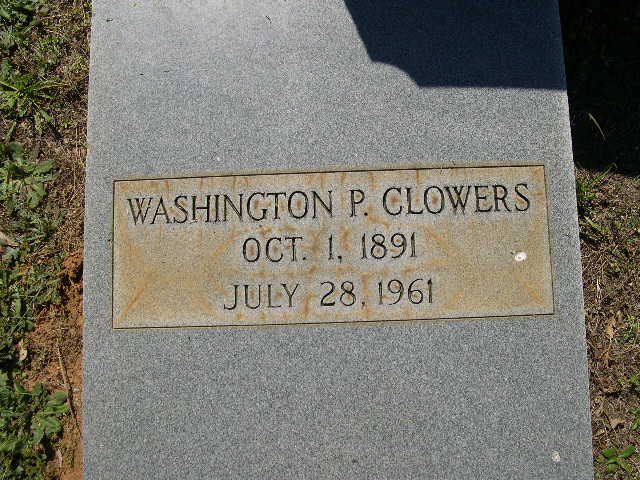 WASHINGTON P. CLOWERS
OCT. 1, 1891
JULY 28, 1961